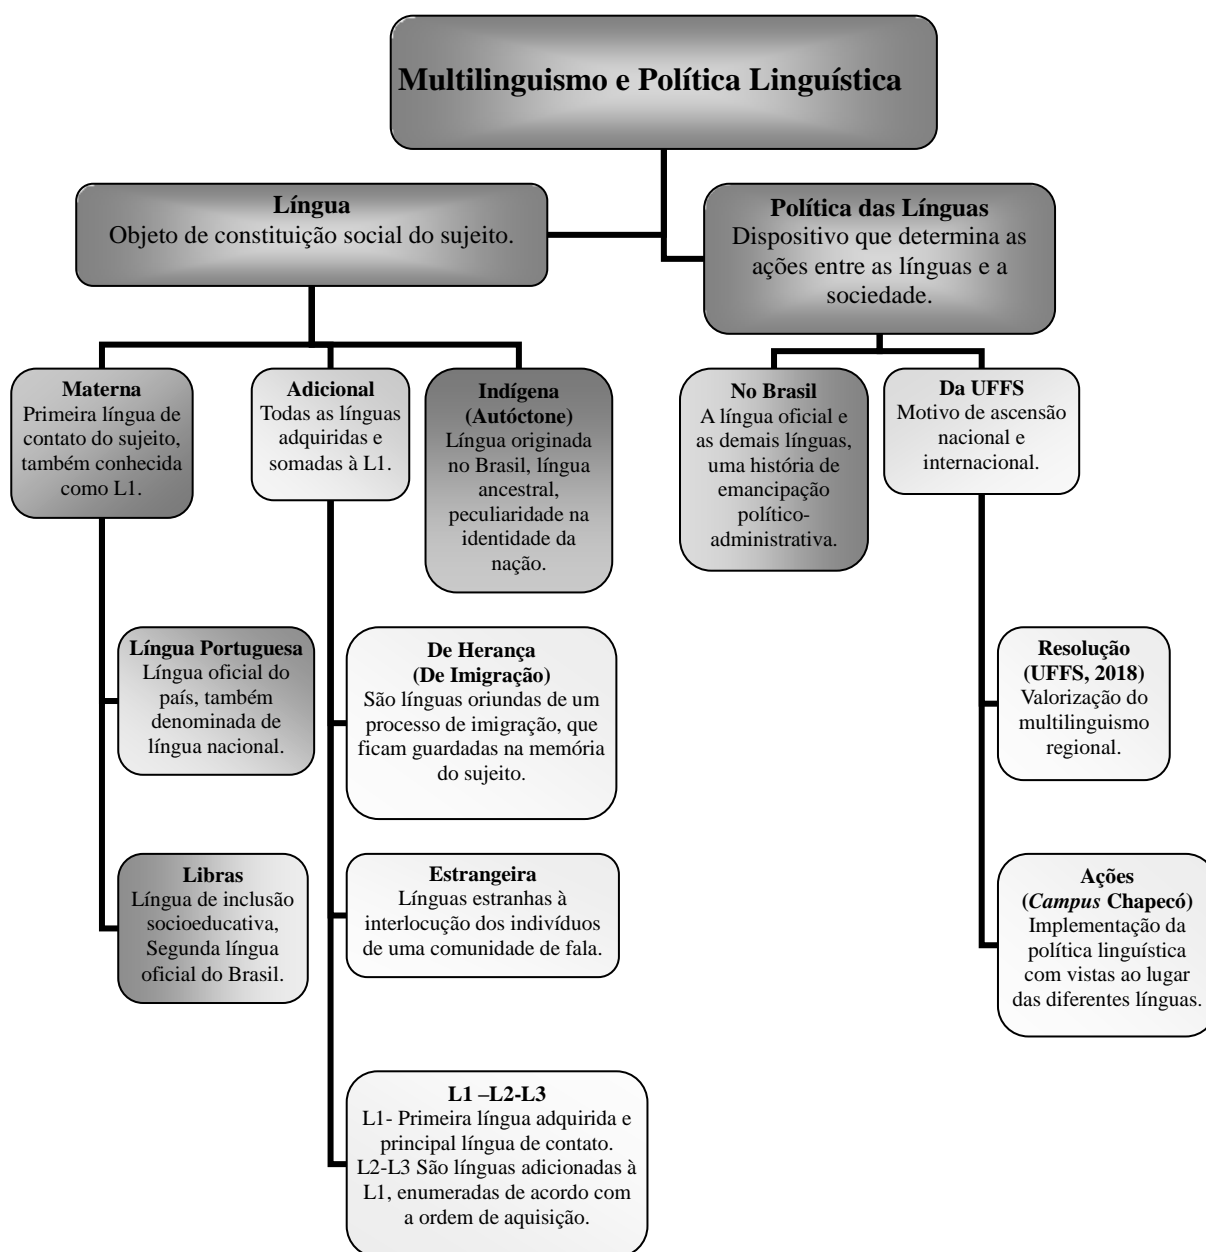 Multilinguismo e Política Linguística
Língua
Objeto de constituição social do sujeito.
Política das Línguas
Dispositivo que determina as
ações entre as línguas e a
sociedade.
Materna
Primeira língua de
contato do sujeito,
também conhecida
como L1.
Adicional
Todas as línguas
adquiridas e
somadas à L1.
Indígena
(Autóctone)
Língua originada
no Brasil, língua
ancestral,
peculiaridade na
identidade da
nação.
No Brasil
A língua oficial e
as demais línguas,
uma história de
emancipação
político-
administrativa.
Da UFFS
Motivo de ascensão
nacional e
internacional.
Língua Portuguesa
Língua oficial do
país, também
denominada de
língua nacional.
De Herança
(De Imigração)
São línguas oriundas de um
processo de imigração, que
ficam guardadas na memória
do sujeito.
Resolução
(UFFS, 2018)
Valorização do
multilinguismo
regional.
Libras
Língua de inclusão
socioeducativa,
Segunda língua
oficial do Brasil.
Estrangeira
Línguas estranhas à
interlocução dos indivíduos
de uma comunidade de fala.
Ações
(Campus Chapecó)
Implementação da
política linguística
com vistas ao lugar
das diferentes línguas.
L1 –L2-L3
L1- Primeira língua adquirida e
principal língua de contato.
L2-L3 São línguas adicionadas à
L1, enumeradas de acordo com
a ordem de aquisição.